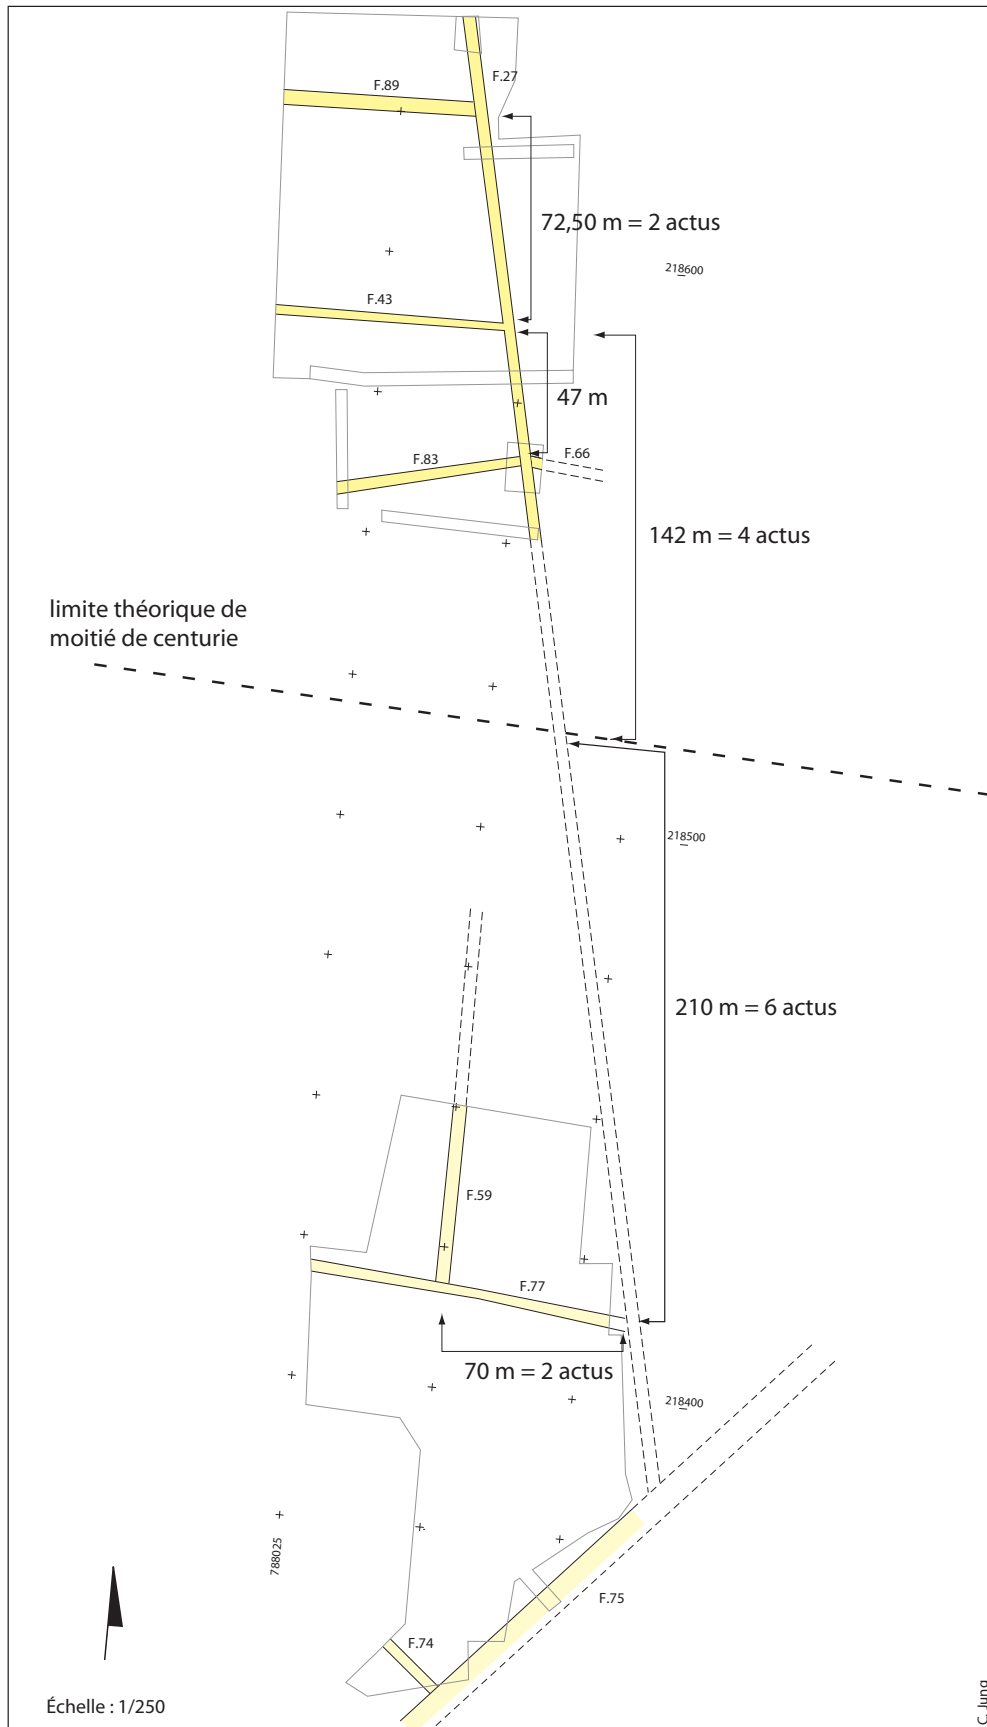 F.89
F.27
72,50 m = 2 actus
218600
F.43
47 m
F.83
F.66
142 m = 4 actus
limite théorique de
moitié de centurie
218500
210 m = 6 actus
F.59
F.77
70 m = 2 actus
218400
788025
F.75
F.74
Échelle : 1/250
C. Jung